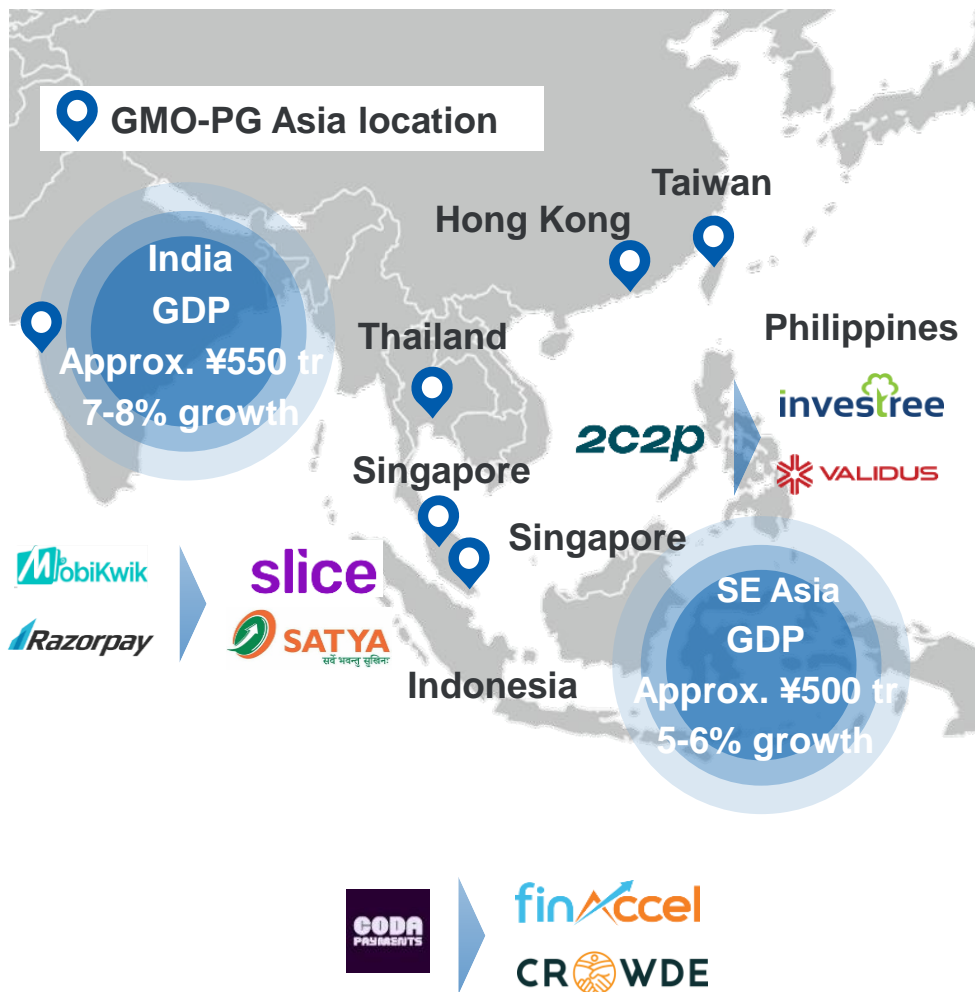 GMO-PG Asia location
Taiwan
Hong Kong
India
GDP
Approx. ¥550 tr
7-8% growth
Thailand
Philippines
investree
2c2p
VALIDUS
Singapore
Singapore
MobiKwik
slice
Razorpay
SATYA
सर्वे भवन्तु सुखिनः
SE Asia
GDP
Approx. ¥500 tr
5-6% growth
Indonesia
CODA
PAYMENTS
finAccel
CROWDE